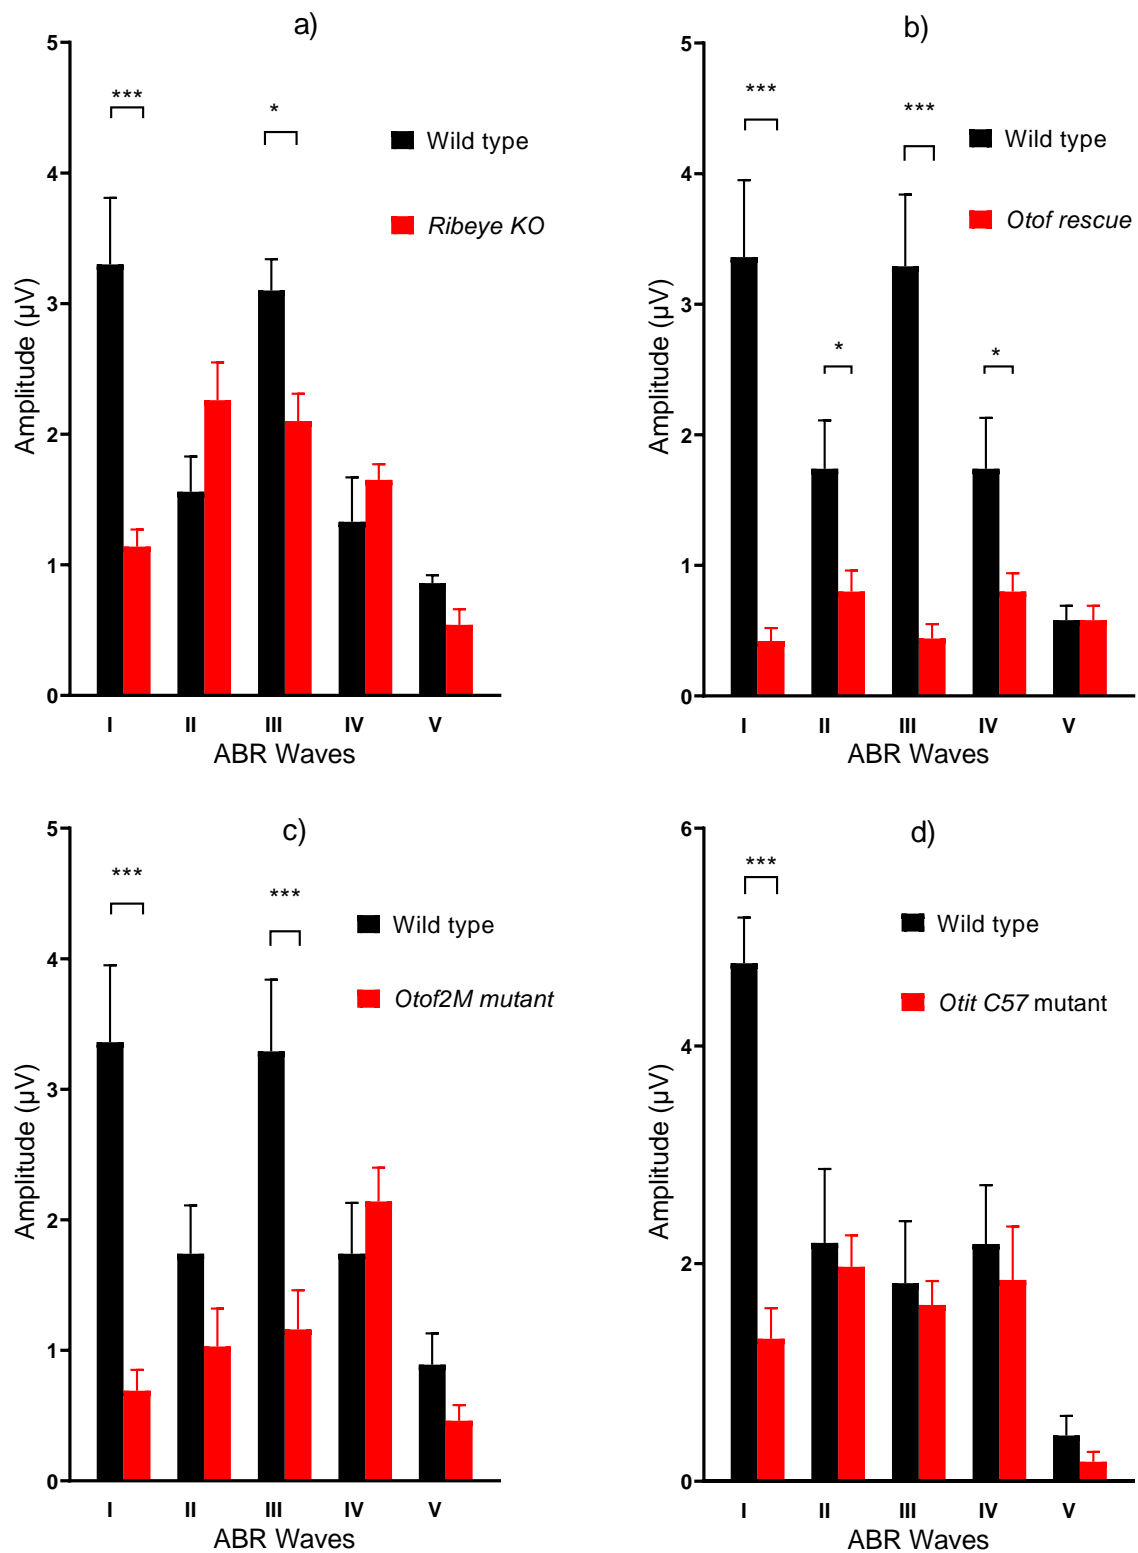 a)
Amplitude (µV)
5
4
3
2
1
0
***
*
Wild type
Ribeye KO
I II III IV V
ABR Waves
b)
Amplitude (µV)
5
4
3
2
1
0
***
***
*
*
Wild type
Otof rescue
I II III IV V
ABR Waves
c)
Amplitude (µV)
5
4
3
2
1
0
***
***
Wild type
Otof2M mutant
I II III IV V
ABR Waves
d)
Amplitude (µV)
6
4
2
0
***
Wild type
Otit C57 mutant
I II III IV V
ABR Waves